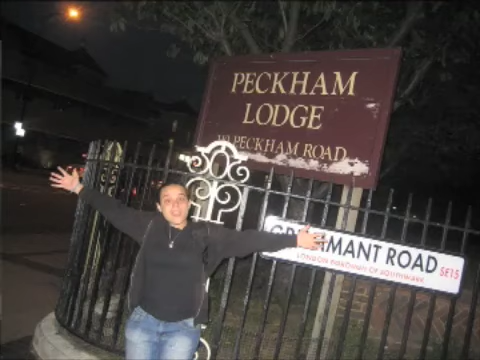 PECKHAM
LODGE
PECKHAM ROAD
MANT ROAD SE15
LONDON BOROUGH OF SOUTHWARK